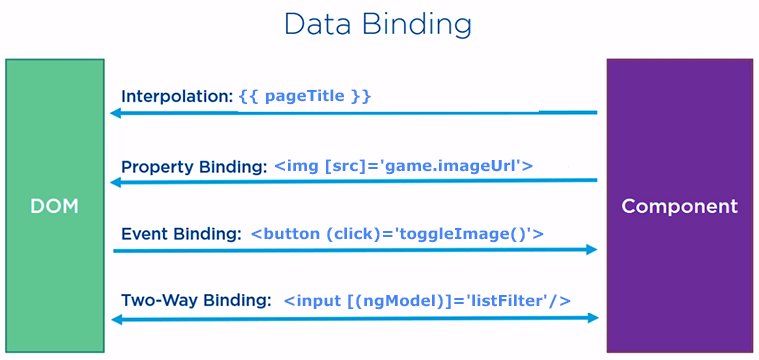 Data Binding
Interpolation: {{ pageTitle }}
Property Binding: <img [src]='game.imageUrl'>
DOM
Component
Event Binding: <button (click)='toggleImage()'>
Two-Way Binding: <input [(ngModel)]='listFilter'/>